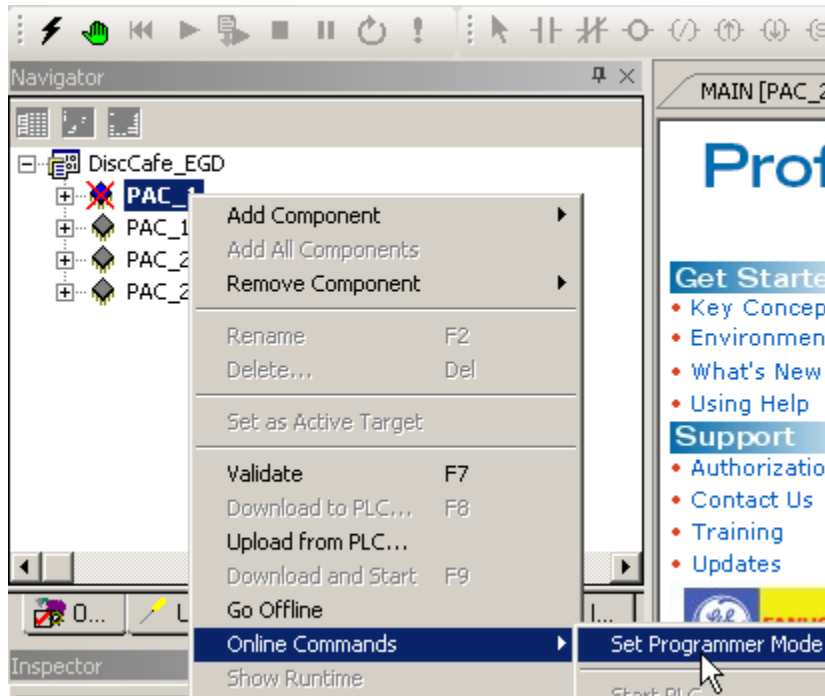 Navigator
MAIN [PAC_2
DiscCafe_EGD
PAC_1
PAC_1
PAC_2
PAC_2
Add Component
Add All Components
Remove Component
Rename F2
Delete... Del
Set as Active Target
Validate F7
Download to PLC... F8
Upload from PLC...
Download and Start F9
Go Offline
Online Commands
Show Runtime
Set Programmer Mode
Start PLC
Prof
Get Starte
Key Concep
Environmen
What's New
Using Help
Support
Authorizatio
Contact Us
Training
Updates
O...
L
I...
Inspector